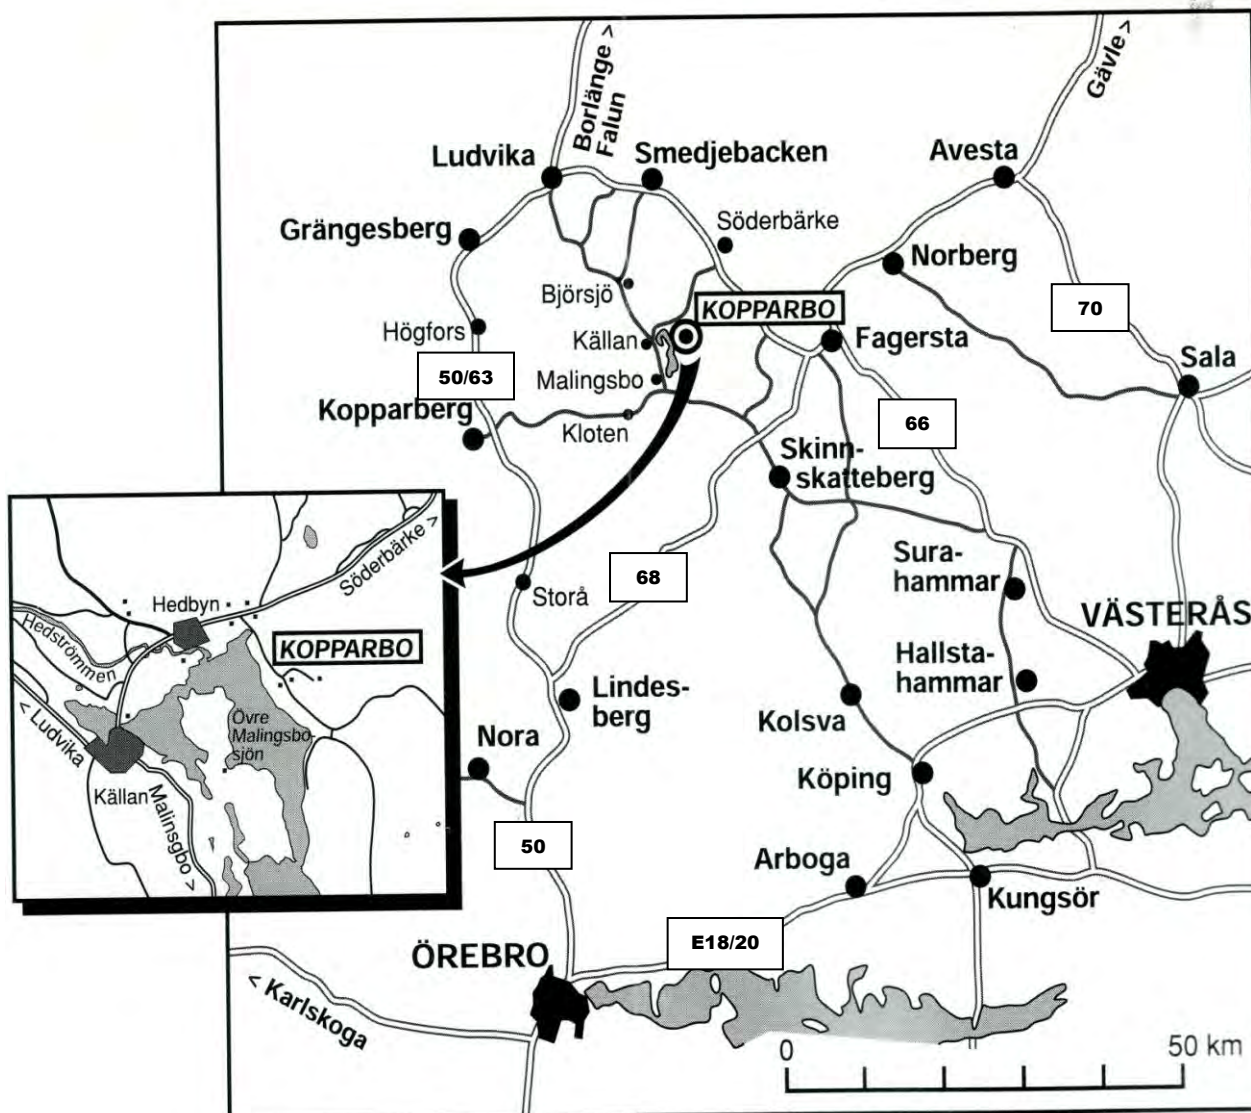 Borlänge >
Falun
Gävle >
Ludvika
Smedjebacken
Avesta
Söderbärke
Grängesberg
Norberg
Björsjö
KOPPARBO
70
Högfors
Källan
Fagersta
Sala
50/63
Malingsbo
Kopparberg
Kloten
66
Skinn-
skatteberg
Söderbärke >
Hedbyn
Hedströmmen
KOPPARBO
< Ludvika
Övre
Malingsbo-
sjön
Källan
Malinsgbo >
68
Storå
Sura-
hammar
VÄSTERÅS
Hallsta-
hammar
Lindes-
berg
Kolsva
Nora
Köping
50
Arboga
Kungsör
E18/20
ÖREBRO
< Karlskoga
0
50 km